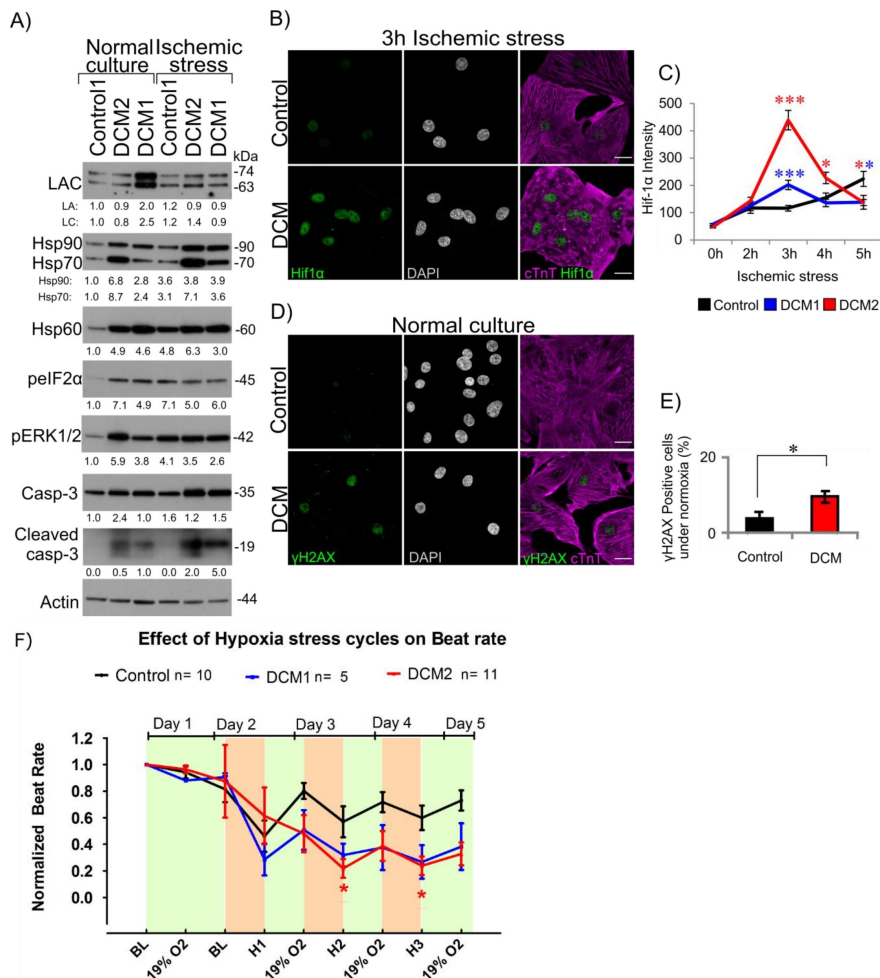 A)
Normal culture
Ischemic stress
Control1
DCM2
DCM1
Control1
DCM2
DCM1
kDa
LAC
-74
-63
LA: 1.0 0.9 2.0 1.2 0.9 0.9
LC: 1.0 0.8 2.5 1.2 1.4 0.9
Hsp90 -90
Hsp70 -70
Hsp90: 1.0 6.8 2.8 3.6 3.8 3.9
Hsp70: 1.0 8.7 2.4 3.1 7.1 3.6
Hsp60 -60
1.0 4.9 4.6 4.8 6.3 3.0
peIF2α -45
1.0 7.1 4.9 7.1 5.0 6.0
pERK1/2 -42
1.0 5.9 3.8 4.1 3.5 2.6
Casp-3 -35
1.0 2.4 1.0 1.6 1.2 1.5
Cleaved
casp-3 -19
0.0 0.5 1.0 0.0 2.0 5.0
Actin -44
B)
3h Ischemic stress
Control
DCM
Hif1α DAPI cTnT Hif1α
C)
Hif-1α Intensity
500
400
300
200
100
0
*** *** * **
0h 2h 3h 4h 5h
Ischemic stress
Control DCM1 DCM2
D)
Normal culture
Control
DCM
γH2AX DAPI γH2AX cTnT
E)
γH2AX Positive cells
under normoxia (%)
20
10
0
*
Control DCM
F)
Effect of Hypoxia stress cycles on Beat rate
Control n= 10 DCM1 n= 5 DCM2 n= 11
Day 1 Day 2 Day 3 Day 4 Day 5
Normalized Beat Rate
1.2
1.0
0.8
0.6
0.4
0.2
0.0
* *
BL 19% O2 BL H1 19% O2 H2 19% O2 H3 19% O2